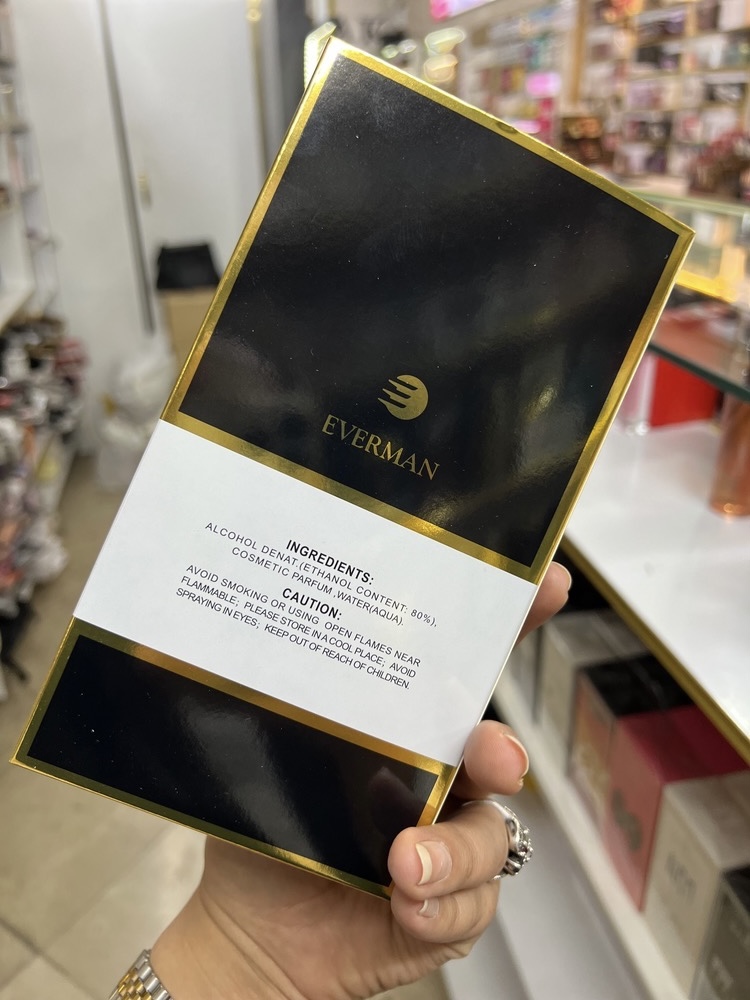 EVERMAN
INGREDIENTS:
ALCOHOL DENAT.(ETHANOL CONTENT: 80%),
COSMETIC PARFUM ,WATER(AQUA).
CAUTION:
AVOID SMOKING OR USING OPEN FLAMES NEAR
FLAMMABLE; PLEASE STORE IN A COOL PLACE; AVOID
SPRAYING IN EYES; KEEP OUT OF REACH OF CHILDREN.